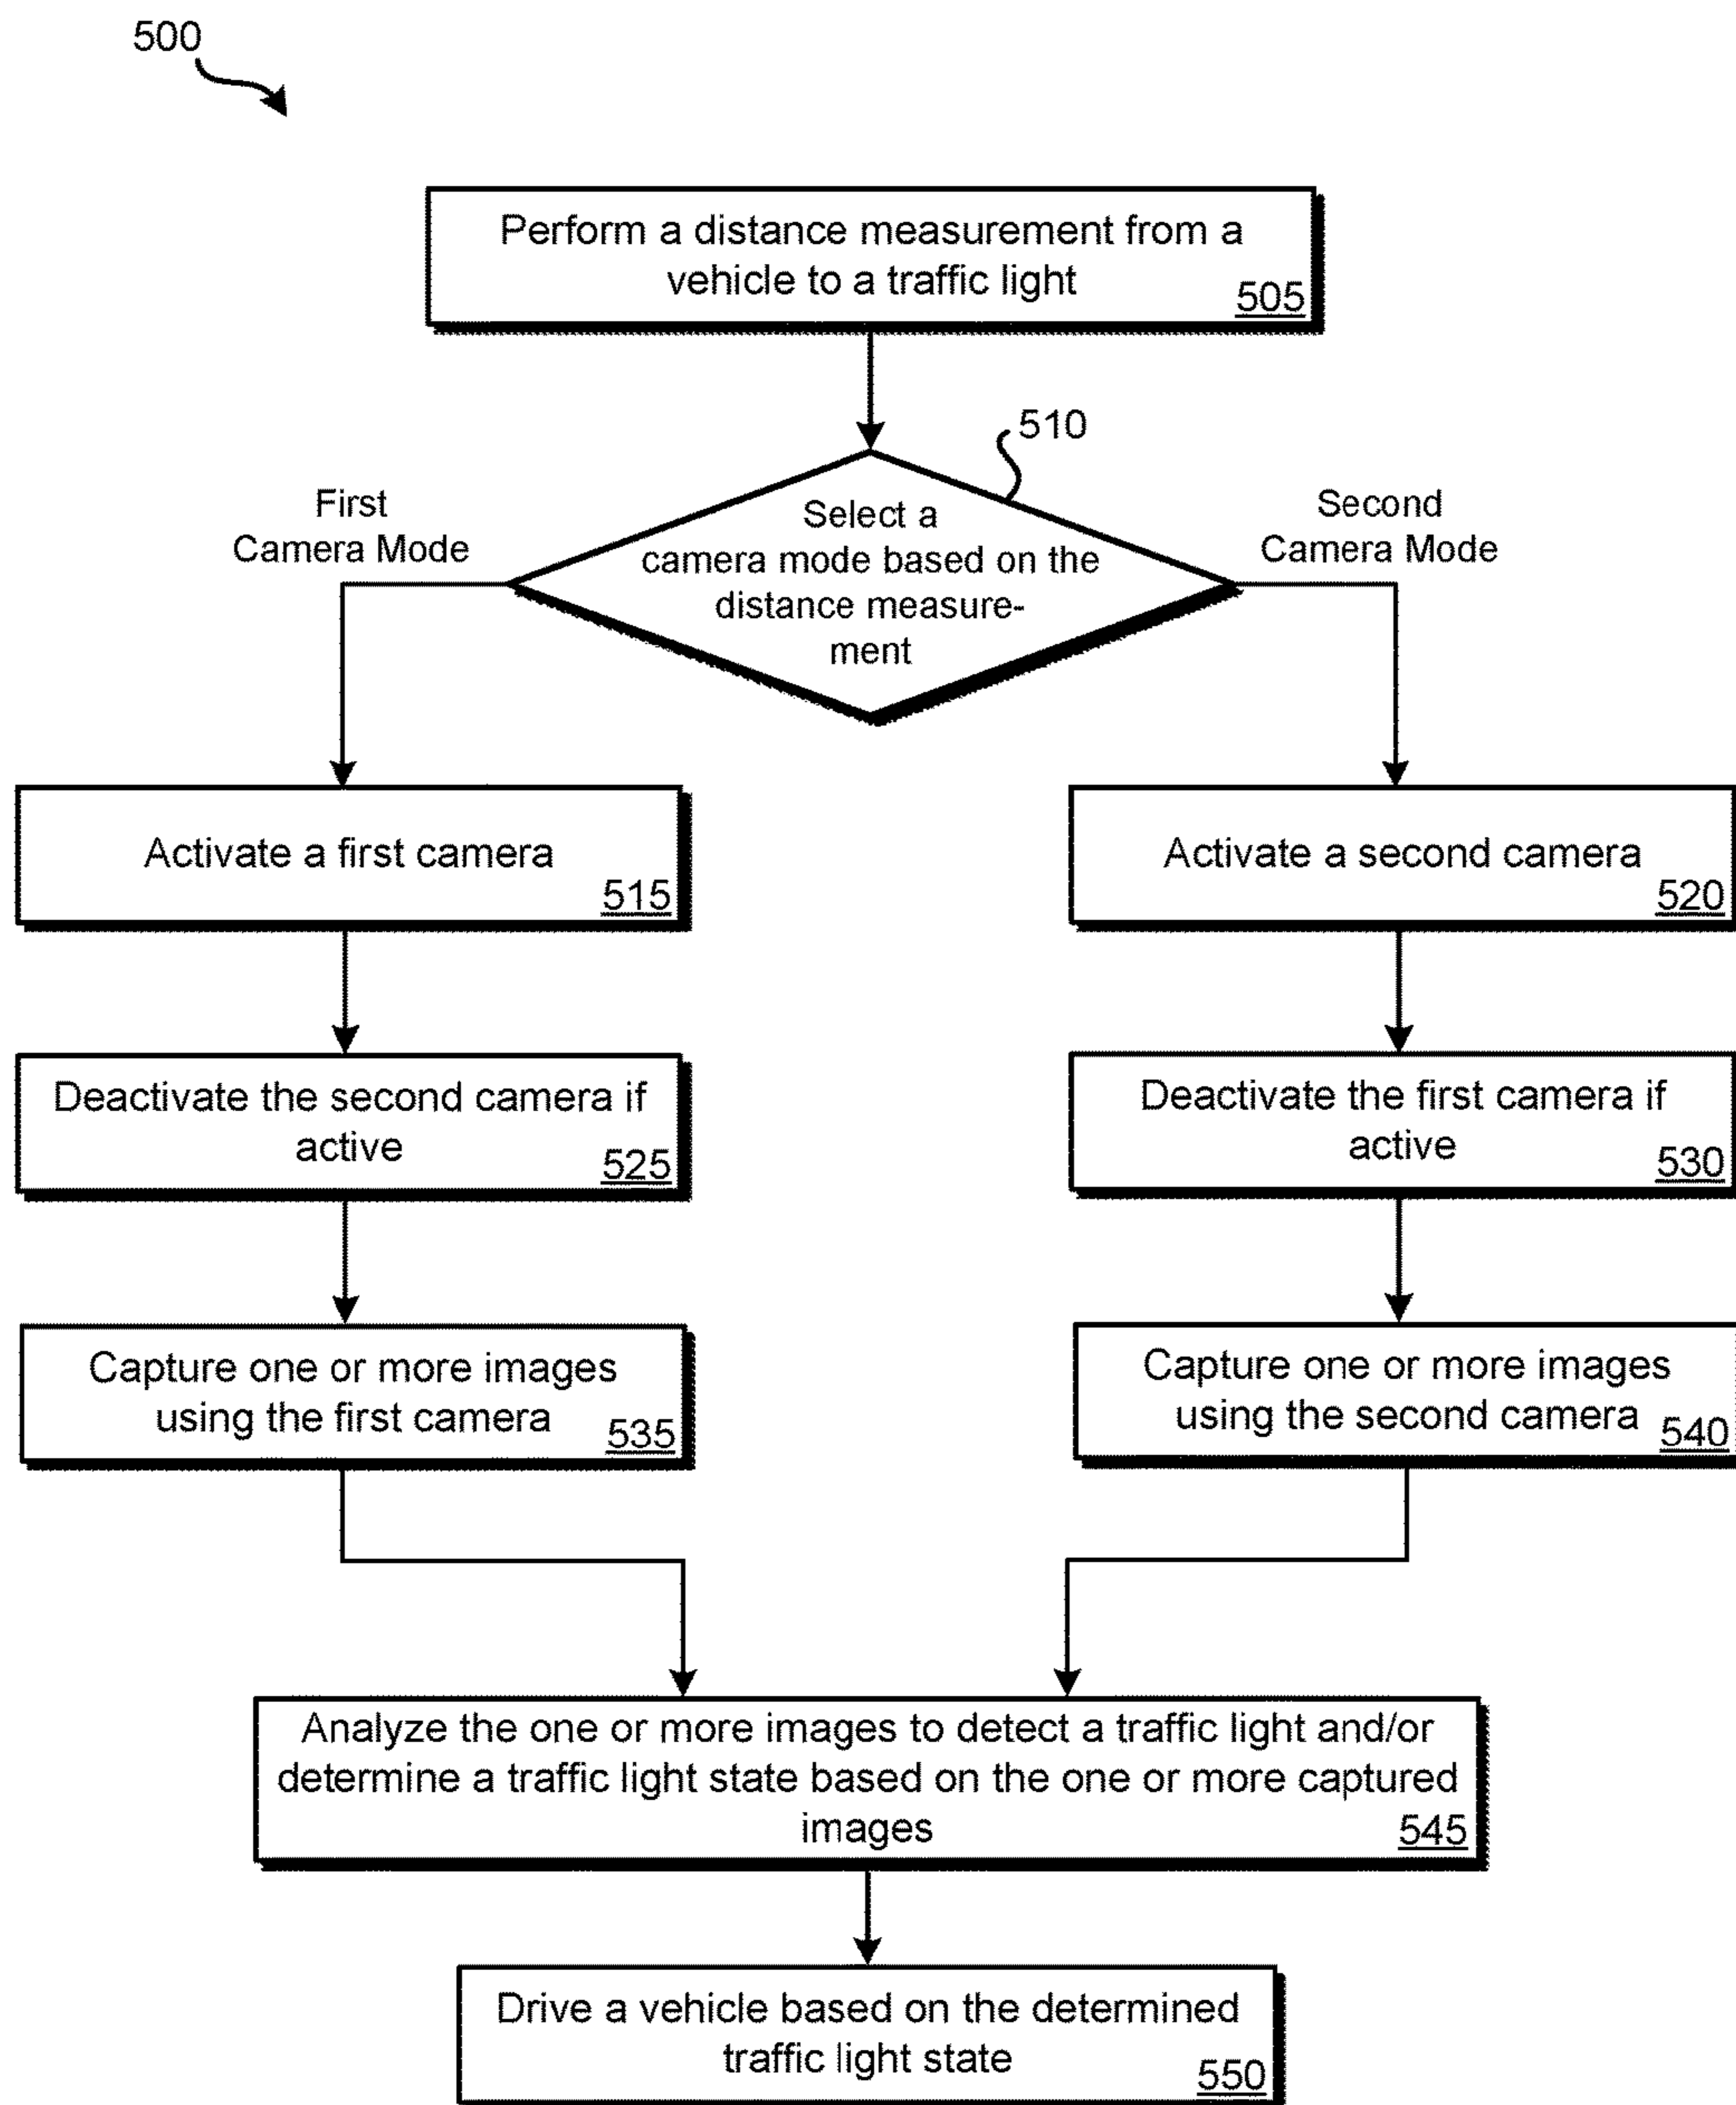 500
Perform a distance measurement from a
vehicle to a traffic light
505
510
First
Camera Mode
Select a
camera mode based on the
distance measure-
ment
Second
Camera Mode
Activate a first camera
515
Activate a second camera
520
Deactivate the second camera if
active
525
Deactivate the first camera if
active
530
Capture one or more images
using the first camera
535
Capture one or more images
using the second camera
540
Analyze the one or more images to detect a traffic light and/or
determine a traffic light state based on the one or more captured
images
545
Drive a vehicle based on the determined
traffic light state
550